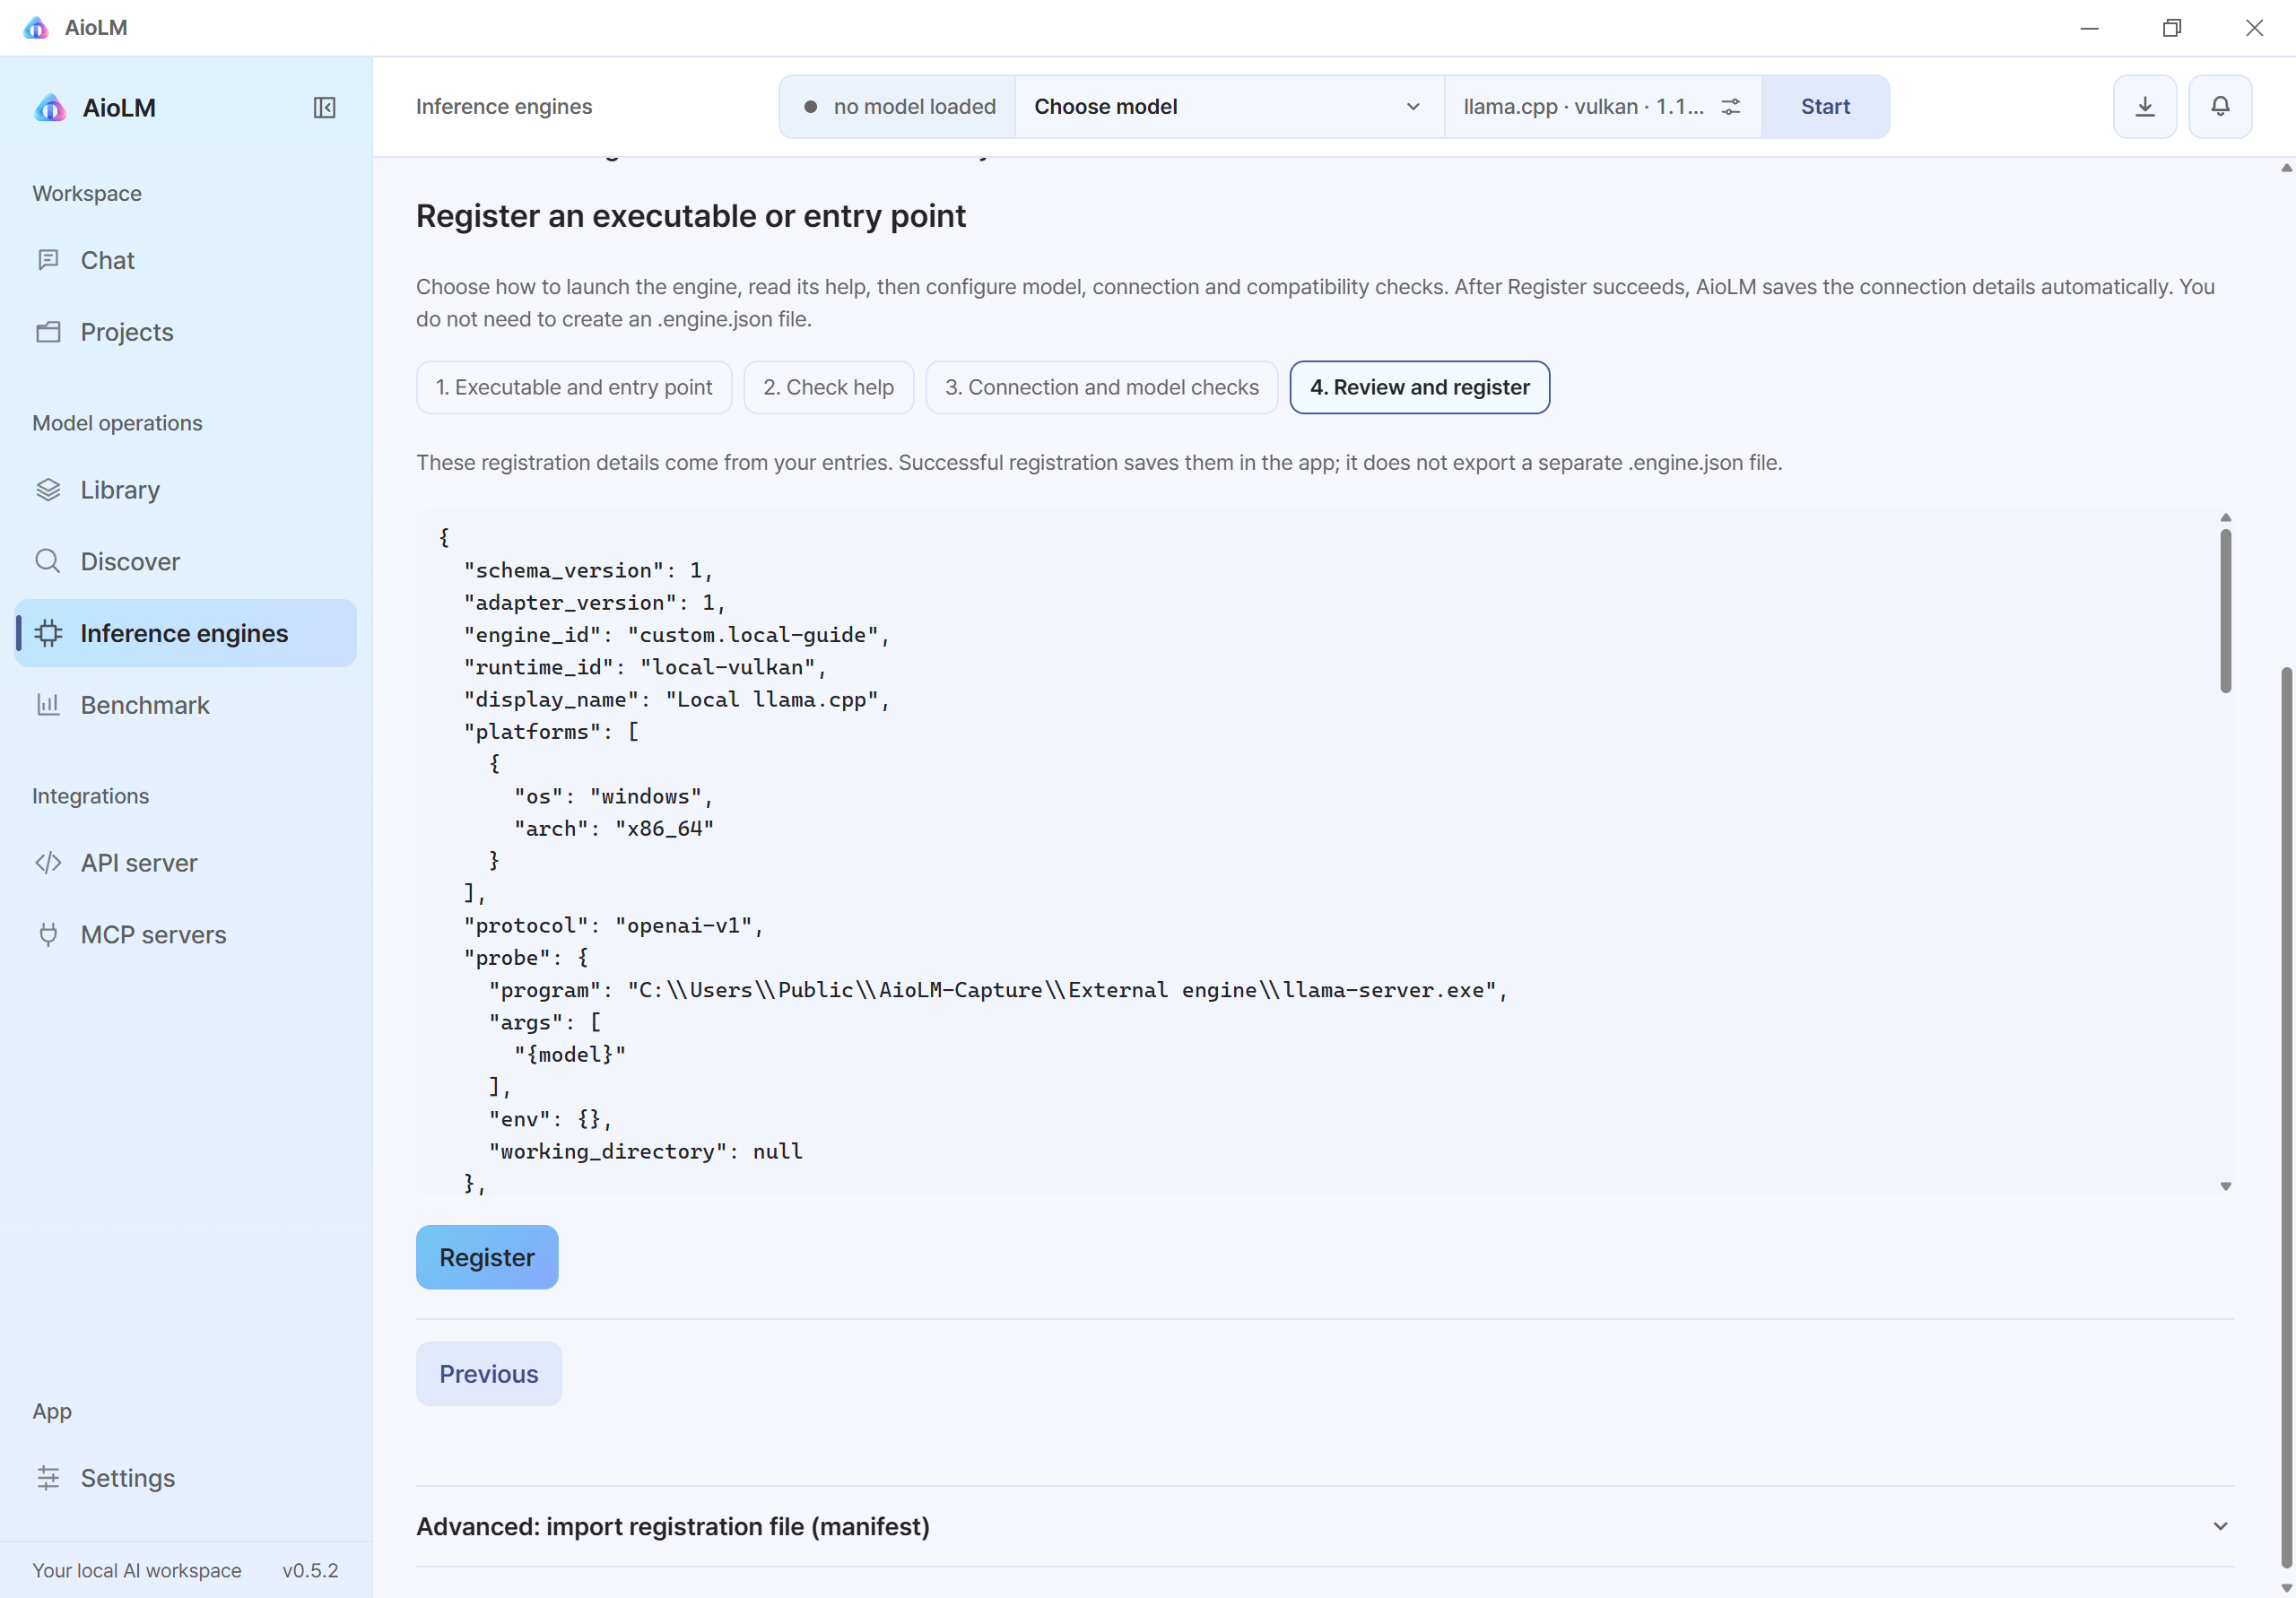 AioLM
AioLM
Workspace
Chat
Projects
Model operations
Library
Discover
Inference engines
Benchmark
Integrations
API server
MCP servers
App
Settings
Your local AI workspace v0.5.2
Inference engines
no model loaded
Choose model
llama.cpp · vulkan · 1.1...
Start
Register an executable or entry point
Choose how to launch the engine, read its help, then configure model, connection and compatibility checks. After Register succeeds, AioLM saves the connection details automatically. You
do not need to create an .engine.json file.
1. Executable and entry point
2. Check help
3. Connection and model checks
4. Review and register
These registration details come from your entries. Successful registration saves them in the app; it does not export a separate .engine.json file.
{
"schema_version": 1,
"adapter_version": 1,
"engine_id": "custom.local-guide",
"runtime_id": "local-vulkan",
"display_name": "Local llama.cpp",
"platforms": [
{
"os": "windows",
"arch": "x86_64"
}
],
"protocol": "openai-v1",
"probe": {
"program": "C:\\Users\\Public\\AioLM-Capture\\External engine\\llama-server.exe",
"args": [
"{model}"
],
"env": {},
"working_directory": null
},
Register
Previous
Advanced: import registration file (manifest)